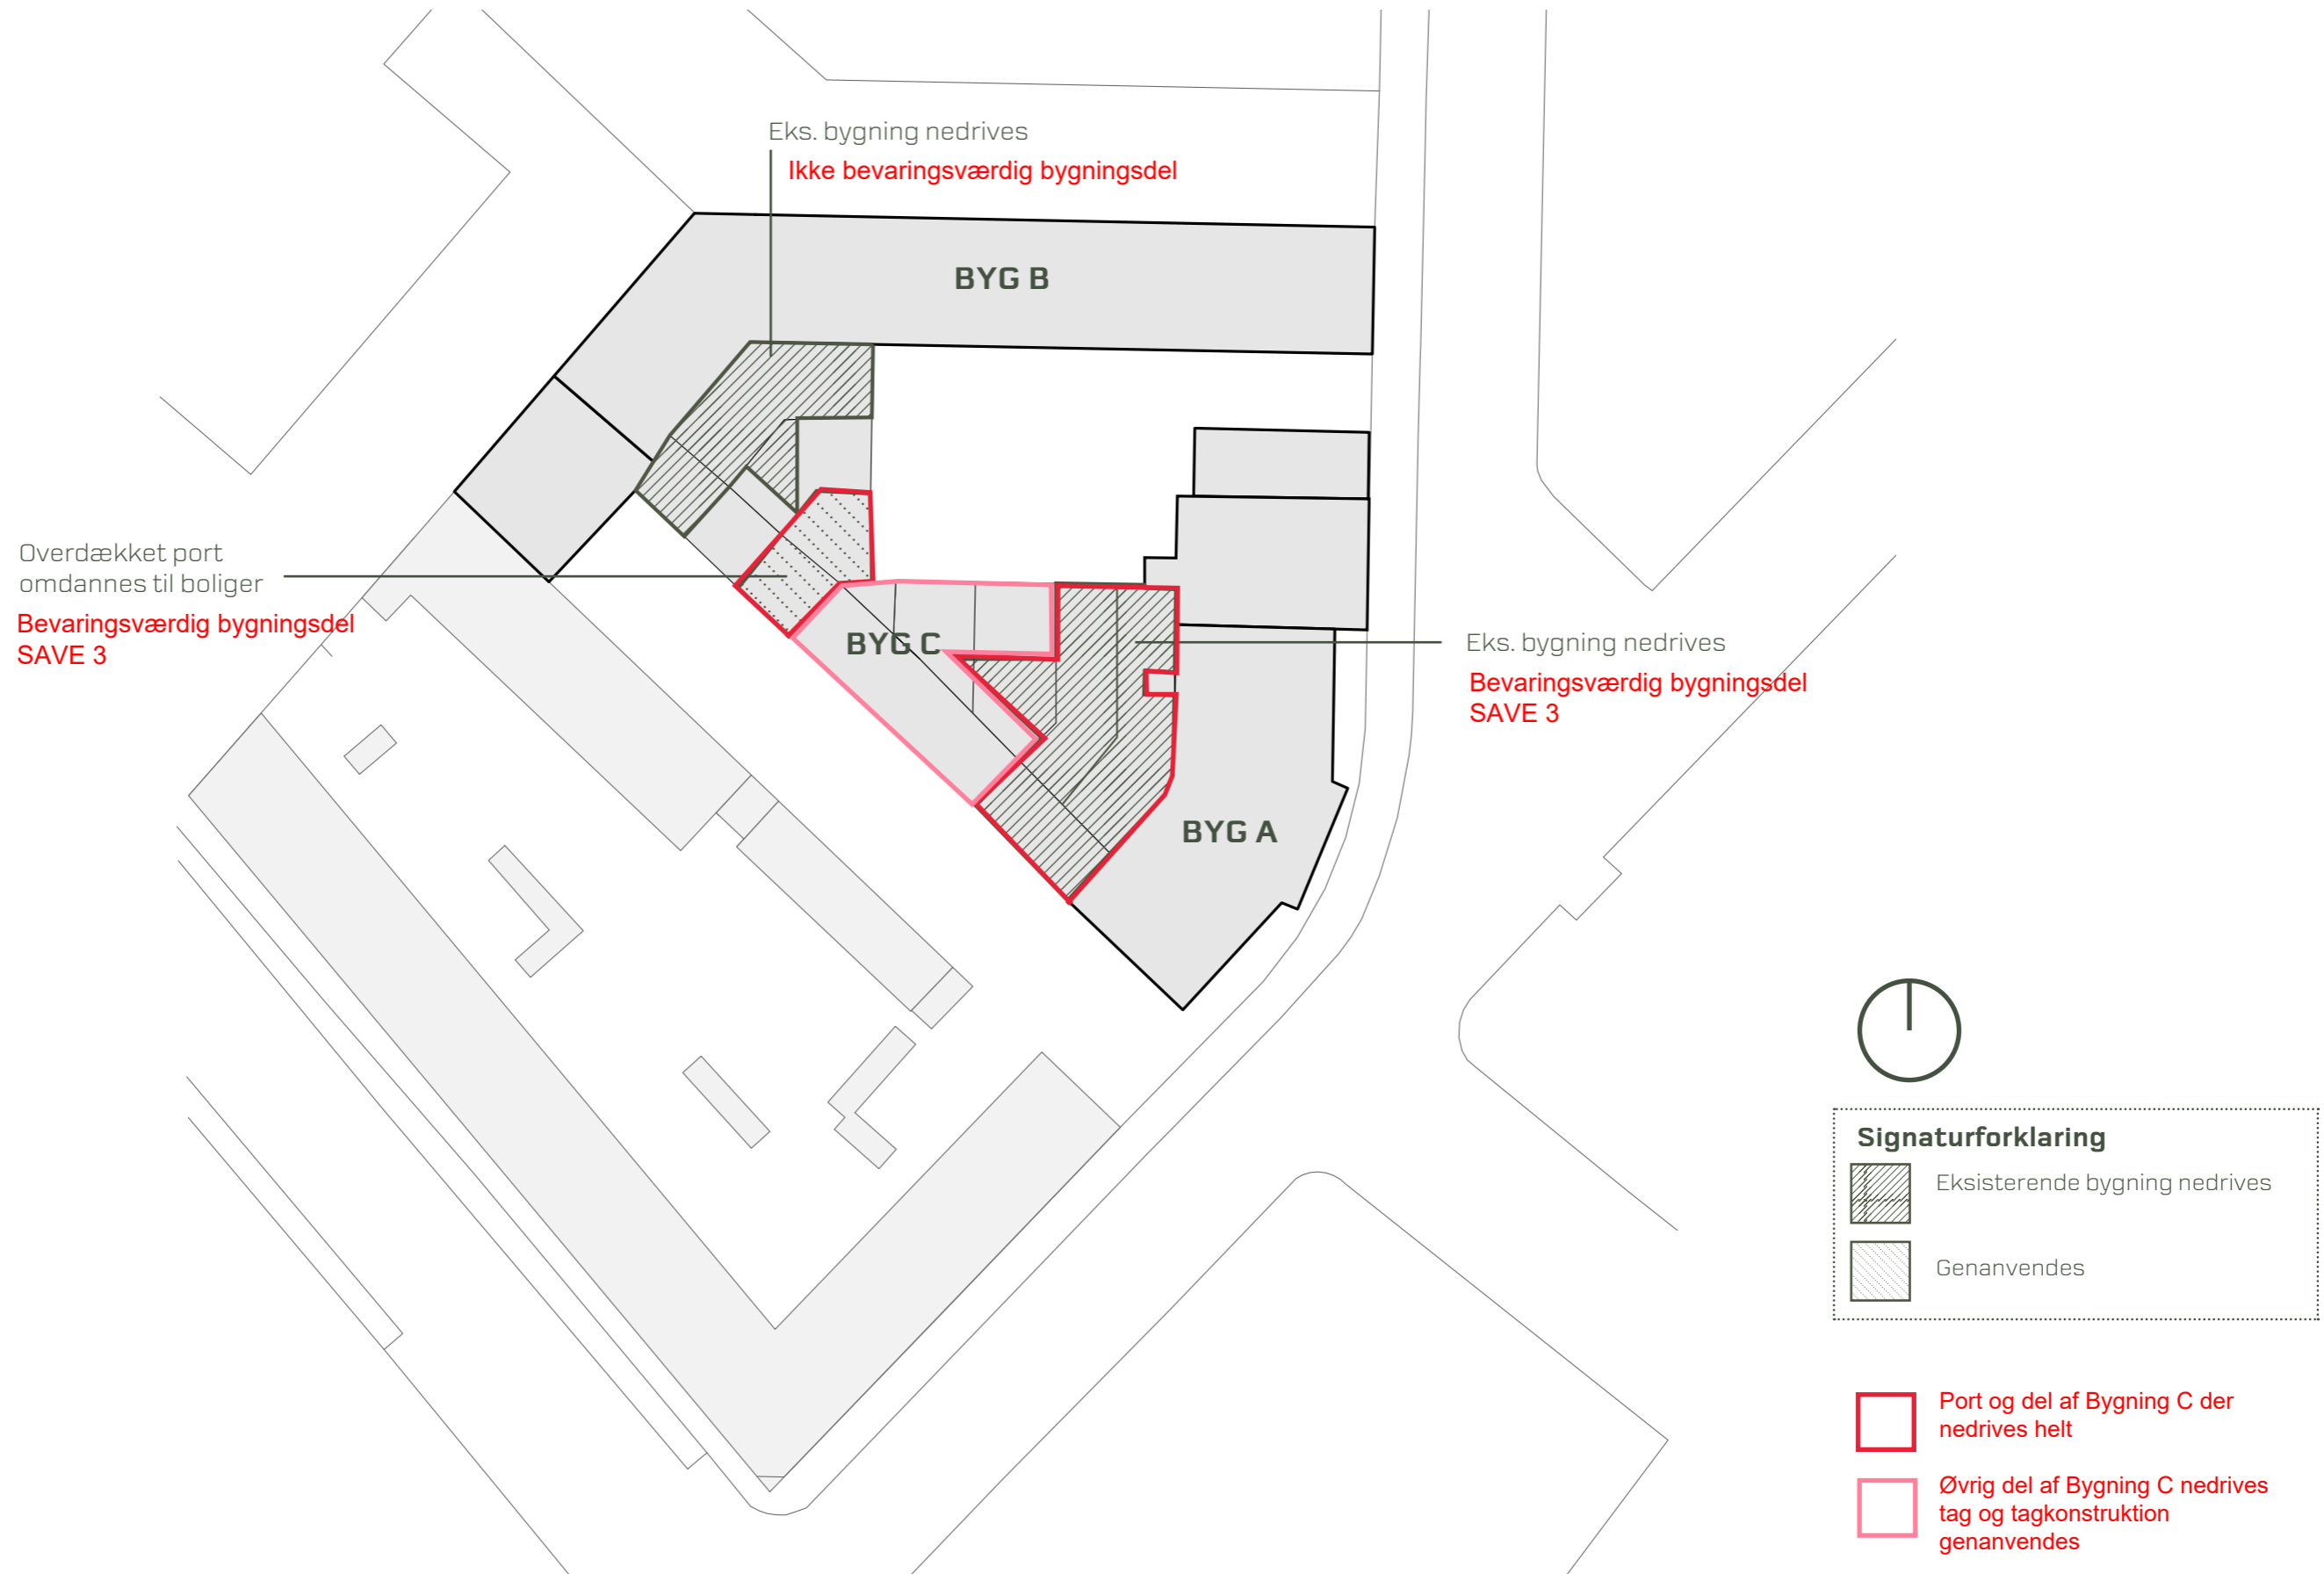 Eks. bygning nedrives
Ikke bevaringsværdig bygningsdel
BYG B
Overdækket port
omdannes til boliger
Bevaringsværdig bygningsdel
SAVE 3
BYG C
Eks. bygning nedrives
Bevaringsværdig bygningsdel
SAVE 3
BYG A
Signaturforklaring
Eksisterende bygning nedrives
Genanvendes
Port og del af Bygning C der
nedrives helt
Øvrig del af Bygning C nedrives
tag og tagkonstruktion
genanvendes